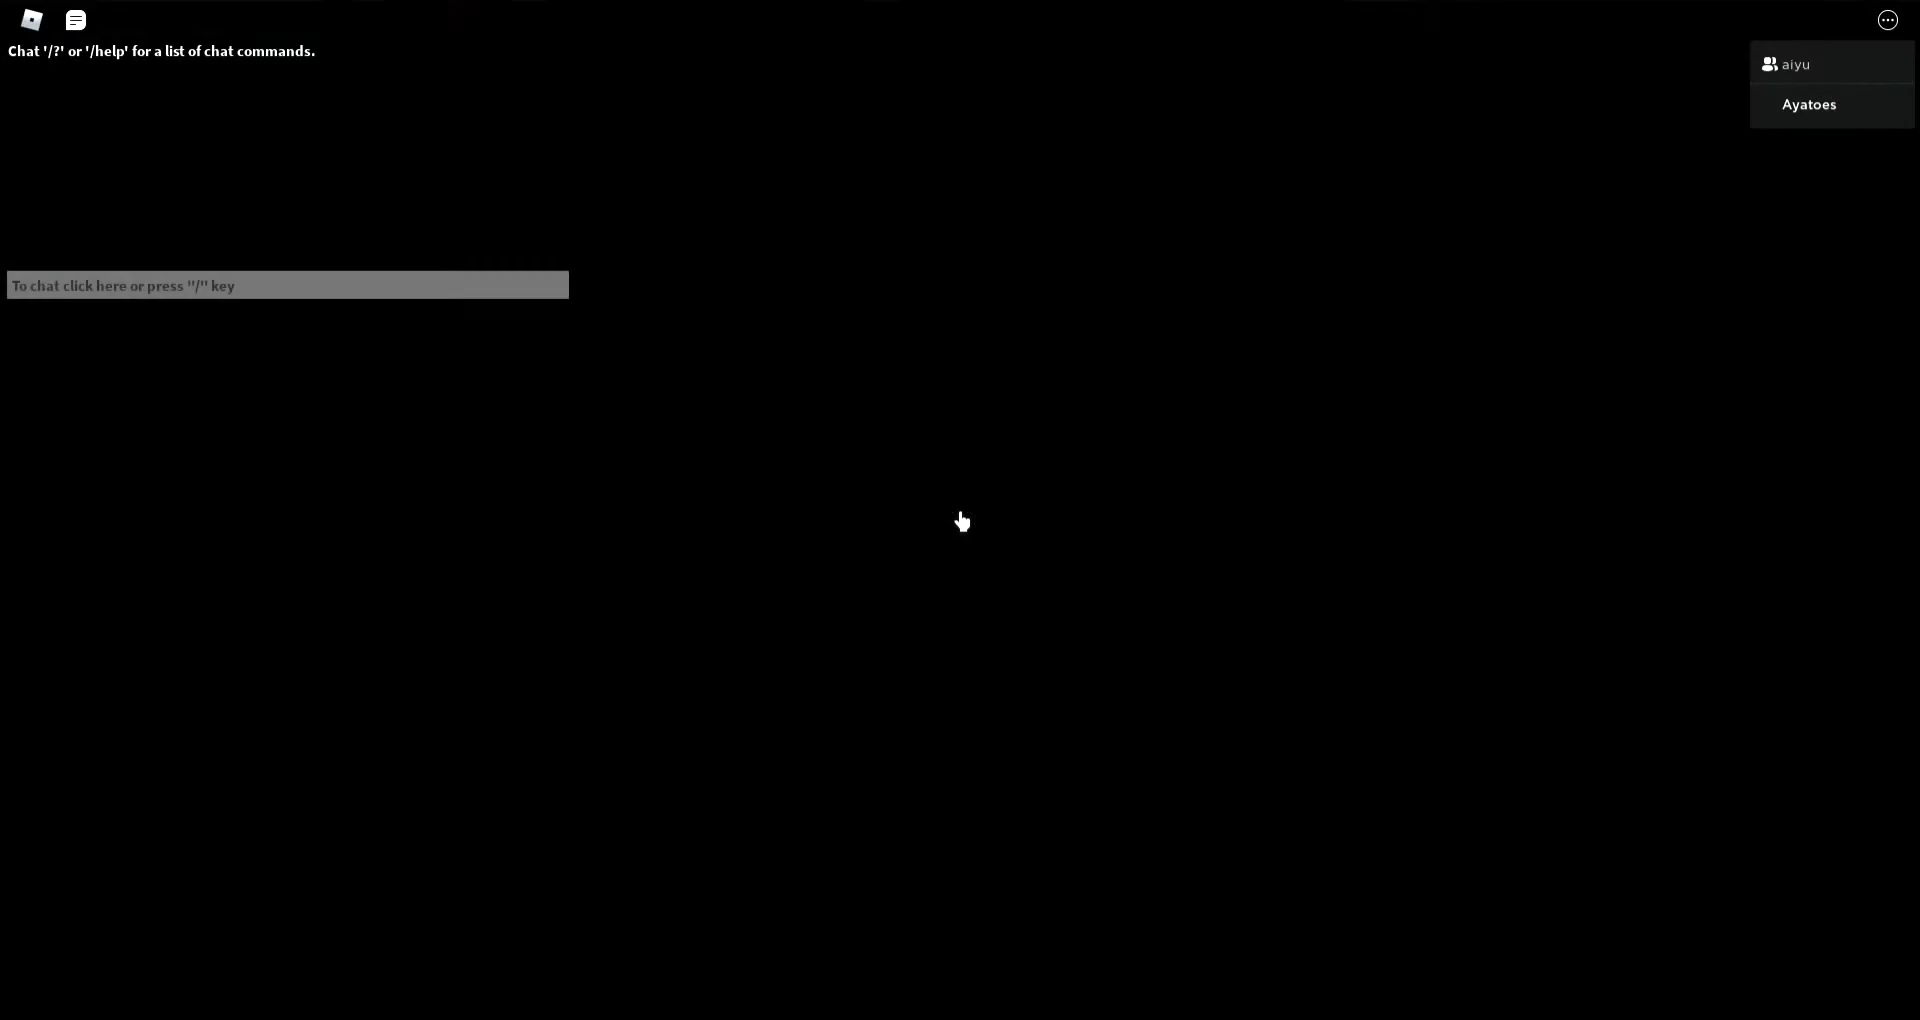 Chat '/?' or '/help' for a list of chat commands.
aiyu
Ayatoes
To chat click here or press "/" key